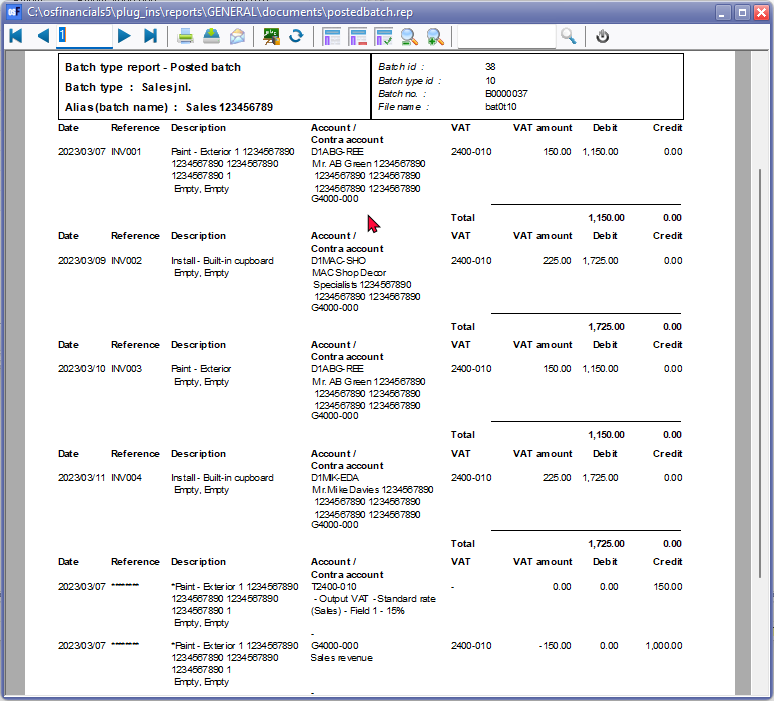 C:\osfinancials5\plug_ins\reports\GENERAL\documents\postedbatch.rep
1
Batch type report - Posted batch
Batch type : Sales jnl.
Alias (batch name) : Sales 123456789
Batch id : 38
Batch type id : 10
Batch no. : B0000037
File name : bat0t10
Date Reference Description Account / VAT VAT amount Debit Credit
Contra account
2023/03/07 INV001 Paint - Exterior 1 1234567890 D1ABG-REE 2400-010 150.00 1,150.00 0.00
1234567890 1234567890 Mr. AB Green 1234567890
1234567890 1 1234567890 1234567890
Empty, Empty 1234567890 1234567890
G4000-000
Total 1,150.00 0.00
Date Reference Description Account / VAT VAT amount Debit Credit
Contra account
2023/03/09 INV002 Install - Built-in cupboard D1MAC-SHO 2400-010 225.00 1,725.00 0.00
Empty, Empty MAC Shop Decor
Specialists 1234567890
1234567890 1234567890
G4000-000
Total 1,725.00 0.00
Date Reference Description Account / VAT VAT amount Debit Credit
Contra account
2023/03/10 INV003 Paint - Exterior D1ABG-REE 2400-010 150.00 1,150.00 0.00
Empty, Empty Mr. AB Green 1234567890
1234567890 1234567890
1234567890 1234567890
G4000-000
Total 1,150.00 0.00
Date Reference Description Account / VAT VAT amount Debit Credit
Contra account
2023/03/11 INV004 Install - Built-in cupboard D1MIK-EDA 2400-010 225.00 1,725.00 0.00
Empty, Empty Mr. Mike Davies 1234567890
1234567890 1234567890
1234567890 1234567890
G4000-000
Total 1,725.00 0.00
Date Reference Description Account / VAT VAT amount Debit Credit
Contra account
2023/03/07 ******** *Paint - Exterior 1 1234567890 T2400-010 - 0.00 0.00 150.00
1234567890 1234567890 - Output VAT - Standard rate
1234567890 1 (Sales) - Field 1 - 15%
Empty, Empty
-
2023/03/07 ******** *Paint - Exterior 1 1234567890 G4000-000 2400-010 -150.00 0.00 1,000.00
1234567890 1234567890 Sales revenue
1234567890 1
Empty, Empty
-